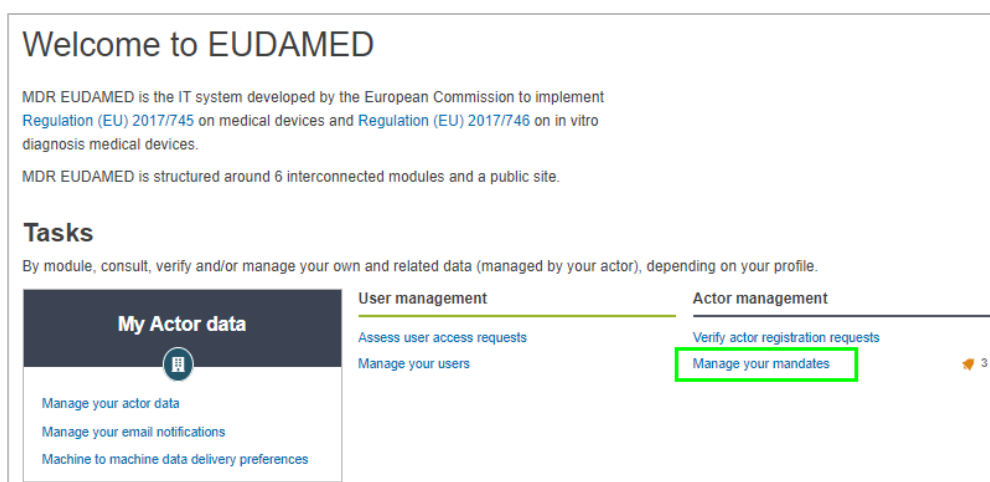 Welcome to EUDAMED
MDR EUDAMED is the IT system developed by the European Commission to implement
Regulation (EU) 2017/745 on medical devices and Regulation (EU) 2017/746 on in vitro
diagnosis medical devices.
MDR EUDAMED is structured around 6 interconnected modules and a public site.
Tasks
By module, consult, verify and/or manage your own and related data (managed by your actor), depending on your profile.
My Actor data
Manage your actor data
Manage your email notifications
Machine to machine data delivery preferences
User management
Assess user access requests
Manage your users
Actor management
Verify actor registration requests
Manage your mandates 3